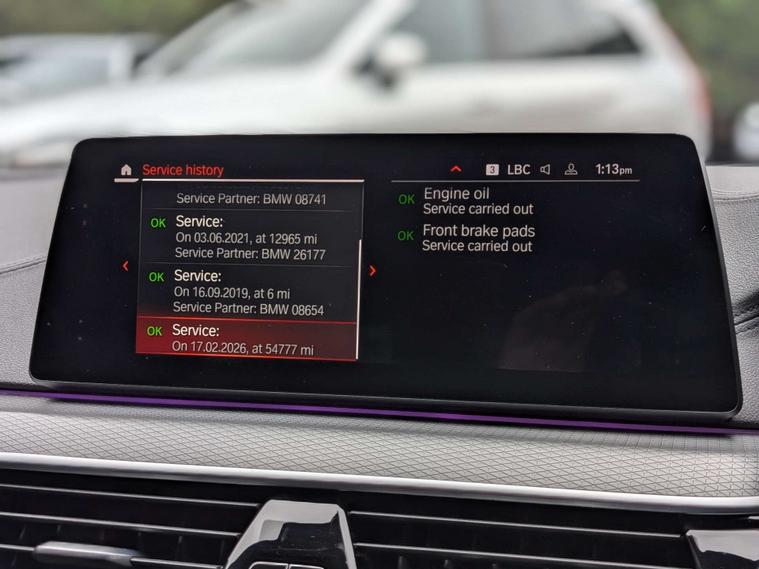 Service history
3 LBC 1:13pm
Service Partner: BMW 08741
OK Service:
On 03.06.2021, at 12965 mi
Service Partner: BMW 26177
OK Service:
On 16.09.2019, at 6 mi
Service Partner: BMW 08654
OK Service:
On 17.02.2026, at 54777 mi
OK Engine oil
Service carried out
OK Front brake pads
Service carried out